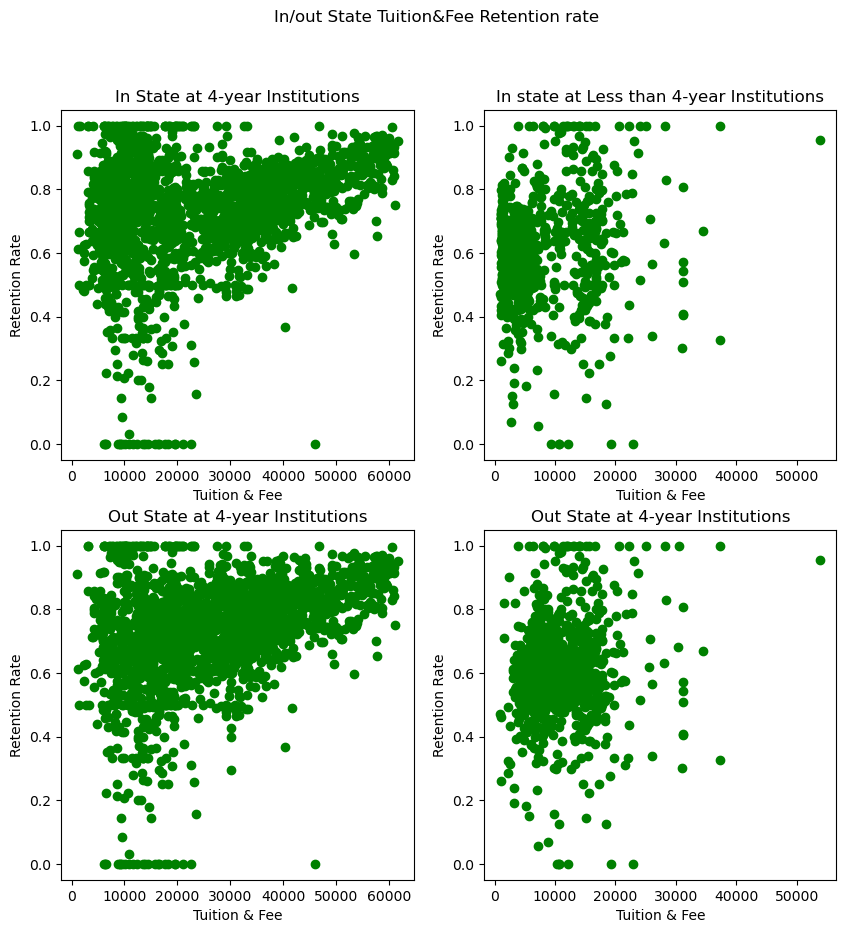 In/out State Tuition&Fee Retention rate
In State at 4-year Institutions
1.0
0.8
0.6
0.4
0.2
0.0
Retention Rate
0 10000 20000 30000 40000 50000 60000
Tuition & Fee
In state at Less than 4-year Institutions
1.0
0.8
0.6
0.4
0.2
0.0
Retention Rate
0 10000 20000 30000 40000 50000
Tuition & Fee
Out State at 4-year Institutions
1.0
0.8
0.6
0.4
0.2
0.0
Retention Rate
0 10000 20000 30000 40000 50000 60000
Tuition & Fee
Out State at 4-year Institutions
1.0
0.8
0.6
0.4
0.2
0.0
Retention Rate
0 10000 20000 30000 40000 50000
Tuition & Fee